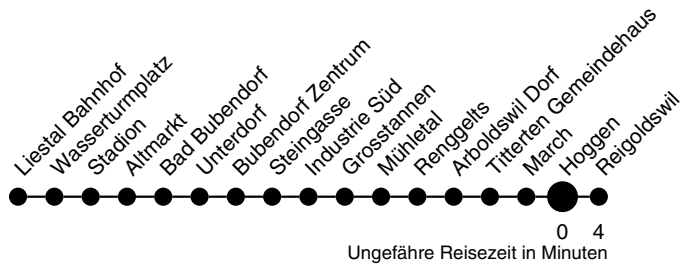 Liestal Bahnhof
Wasserturmplatz
Stadion
Altmarkt
Bad Bubendorf
Unterdorf
Bubendorf Zentrum
Steingasse
Industrie Süd
Grosstannen
Mühletal
Renggelts
Arboldswil Dorf
Titterten Gemeindehaus
March
Hoggen
Reigoldswil
0 4
Ungefähre Reisezeit in Minuten